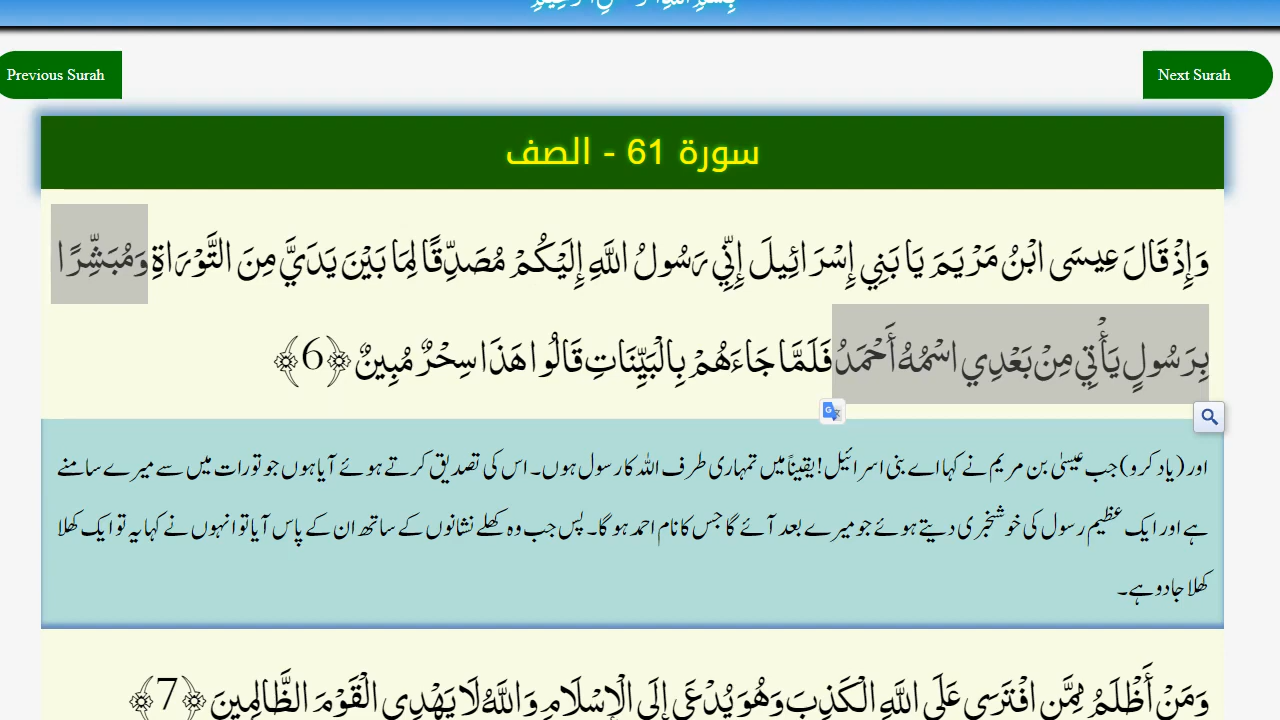 Previous Surah
Next Surah
سورة 61 - الصف
وَإِذْ قَالَ عِيسَى ابْنُ مَرْيَمَ يَا بَنِي إِسْرَائِيلَ إِنِّي رَسُولُ اللَّهِ إِلَيْكُمْ مُصَدِّقًا لِمَا بَيْنَ يَدَيَّ مِنَ التَّوْرَاةِ وَمُبَشِّرًا
بِرَسُولٍ يَأْتِي مِنْ بَعْدِي اسْمُهُ أَحْمَدُ فَلَمَّا جَاءَهُمْ بِالْبَيِّنَاتِ قَالُوا هَذَا سِحْرٌ مُبِينٌ ﴿6﴾
اور (یاد کرو) جب عیسیٰ بن مریم نے کہا اے بنی اسرائیل! یقیناً میں تمہاری طرف اللہ کا رسول ہوں۔ اس کی تصدیق کرتے ہوئے آیا ہوں جو تورات میں سے میرے سامنے
ہے اور ایک عظیم رسول کی خوشخبری دیتے ہوئے جو میرے بعد آئے گا جس کا نام احمد ہو گا۔ پس جب وہ کھلے نشانوں کے ساتھ ان کے پاس آیا تو انہوں نے کہا یہ تو ایک کھلا
کھلا جادو ہے۔
وَمَنْ أَظْلَمُ مِمَّنِ افْتَرَى عَلَى اللَّهِ الْكَذِبَ وَهُوَ يُدْعَى إِلَى الْإِسْلَامِ وَاللَّهُ لَا يَهْدِي الْقَوْمَ الظَّالِمِينَ ﴿7﴾